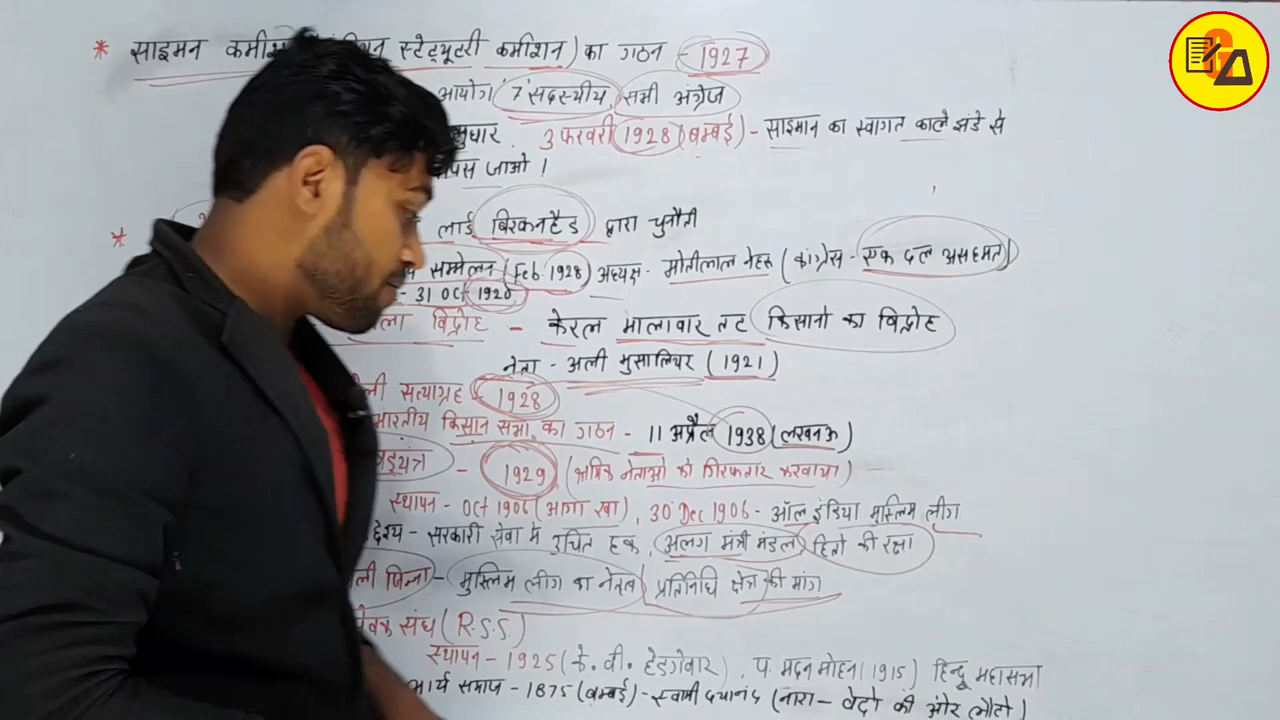 * साइमन कमीश स्टेट्यूटरी कमीशन) का गठन - 1927
आयोग 7 सदस्यीय, सभी अंग्रेज
सुधार, 3 फरवरी 1928 (बम्बई) - साइमान का स्वागत काले झंडे से
पस जाओ।
* लार्ड बिरकनहैड द्वारा चुनौती
सम्मेलन (Feb 1928) अध्यक्ष - मोतीलाल नेहरू (कांग्रेस - एक दल असहमत)
- 31 Oct 1920
ला विद्रोह - केरल मालावार तट किसानो का विद्रोह
नेता - अली मुसालियर (1921)
ली सत्याग्रह - 1928
भारतीय किसान सभा का गठन - 11 अप्रैल 1938 (लखनऊ)
षड्यंत्र - 1929 (श्रमिक नेताओ को गिरफतार करवाया)
स्थापन - Oct 1906 (आगा खा), 30 Dec 1906 - ऑल इंडिया मुस्लिम लीग
द्देश्य - सरकारी सेवा मे उचित हक, अलग मंत्री मंडल, हितो की रक्षा
ली जिन्ना - मुस्लिम लीग का नेतृत्व प्रतिनिधि क्षेत्र की मांग
सेवक संघ (R.S.S.)
स्थापन - 1925 (के. वी. हेडगेवार), प. मदन मोहन (1915) हिन्दू महासभा
आर्य समाज - 1875 (बम्बई) - स्वामी दयानंद (नारा - वेदो की ओर लौटो)